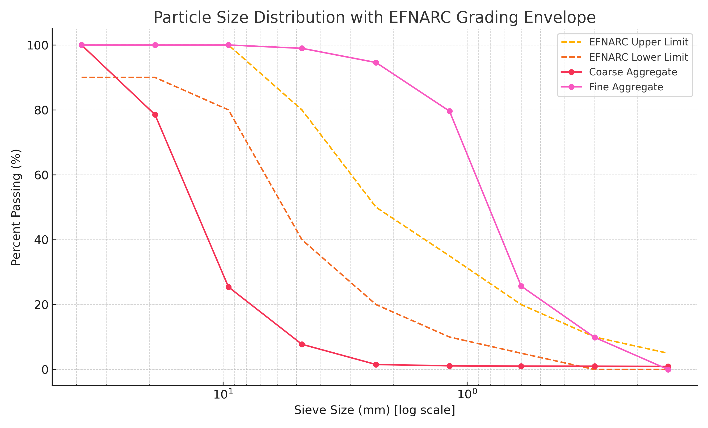 Particle Size Distribution with EFNARC Grading Envelope
EFNARC Upper Limit
EFNARC Lower Limit
Coarse Aggregate
Fine Aggregate
Percent Passing (%)
100
80
60
40
20
0
10¹
10⁰
Sieve Size (mm) [log scale]